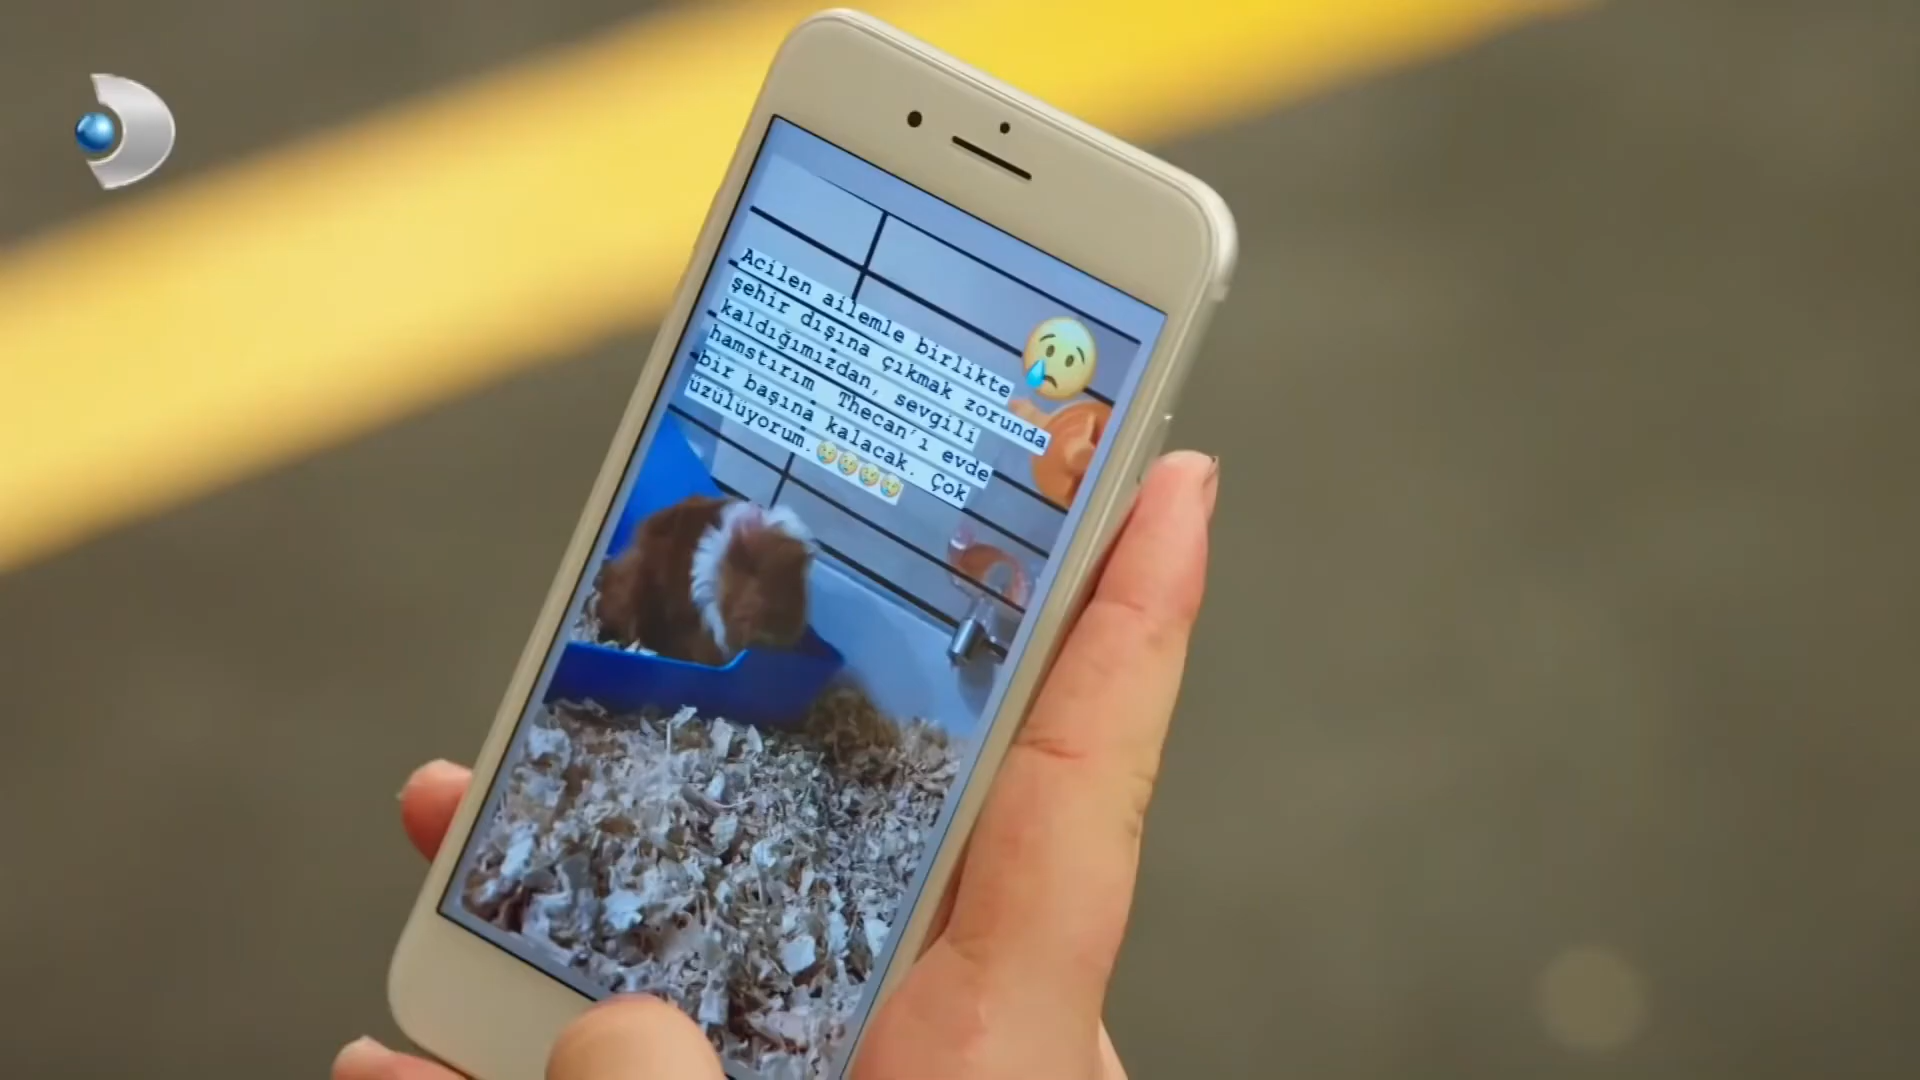 Acilen ailemle birlikte
şehir dışına çıkmak zorunda
kaldığımızdan, sevgili
hamstırım Thecan'ı evde
bir başına kalacak. Çok
üzülüyorum.😢😢😢😢